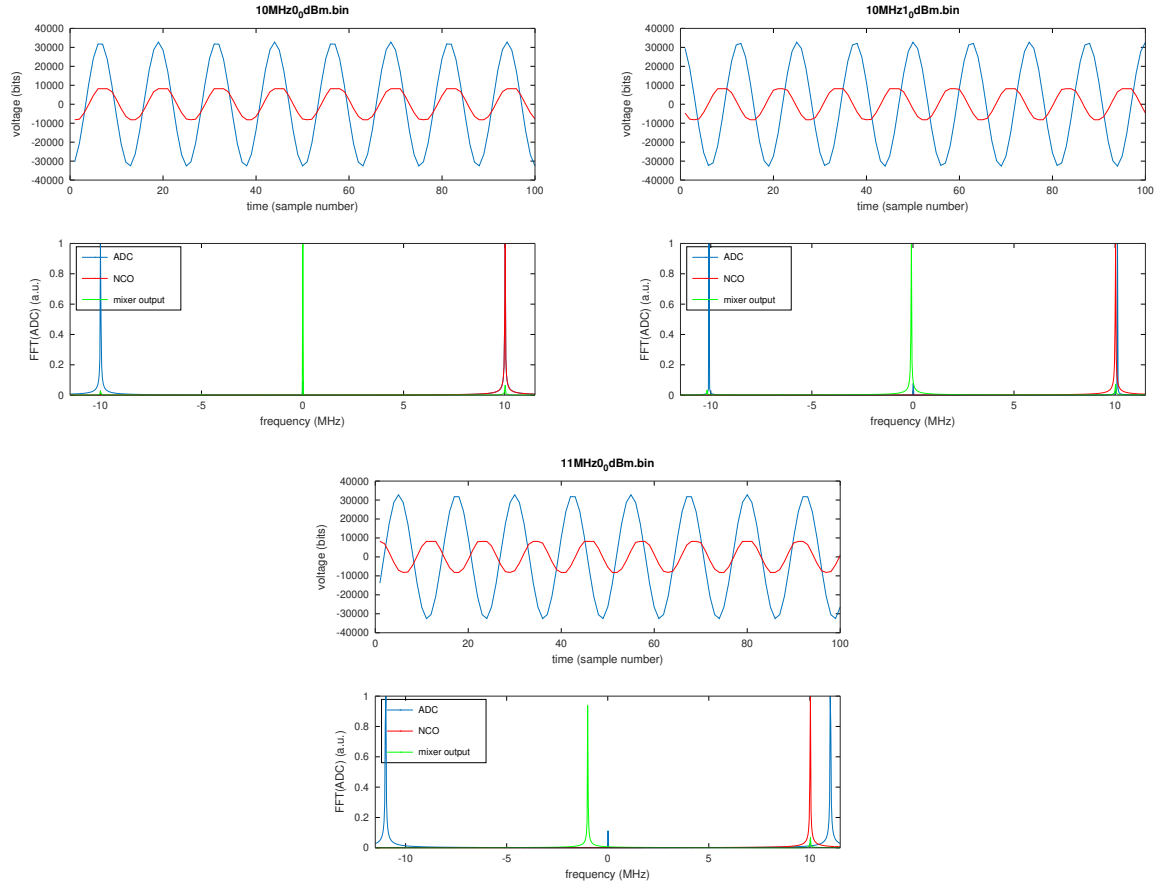 10MHz0₀dBm.bin
40000
30000
20000
10000
0
-10000
-20000
-30000
-40000
voltage (bits)
0 20 40 60 80 100
time (sample number)
1
0.8
0.6
0.4
0.2
0
FFT(ADC) (a.u.)
ADC
NCO
mixer output
-10 -5 0 5 10
frequency (MHz)
10MHz1₀dBm.bin
40000
30000
20000
10000
0
-10000
-20000
-30000
-40000
voltage (bits)
0 20 40 60 80 100
time (sample number)
1
0.8
0.6
0.4
0.2
0
FFT(ADC) (a.u.)
ADC
NCO
mixer output
-10 -5 0 5 10
frequency (MHz)
11MHz0₀dBm.bin
40000
30000
20000
10000
0
-10000
-20000
-30000
-40000
voltage (bits)
0 20 40 60 80 100
time (sample number)
1
0.8
0.6
0.4
0.2
0
FFT(ADC) (a.u.)
ADC
NCO
mixer output
-10 -5 0 5 10
frequency (MHz)